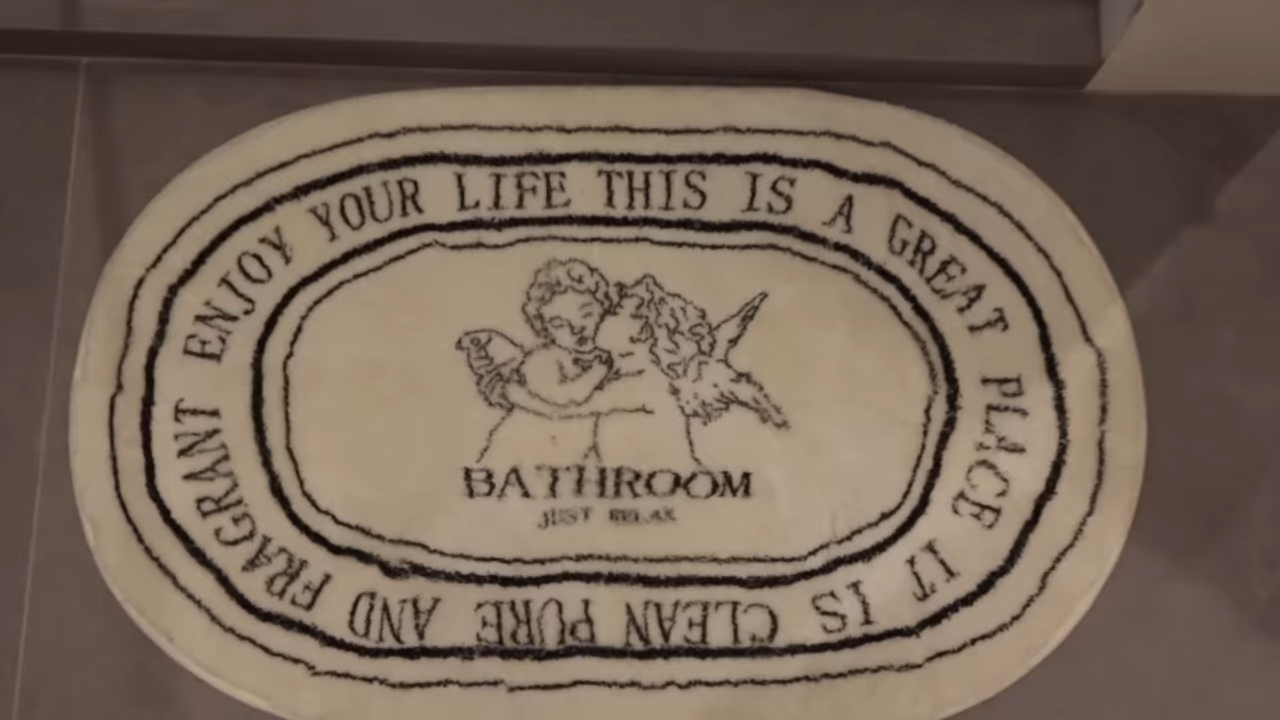 ENJOY YOUR LIFE THIS IS A GREAT PLACE IT IS CLEAN PURE AND FRAGRANT
BATHROOM
JUST RELAX